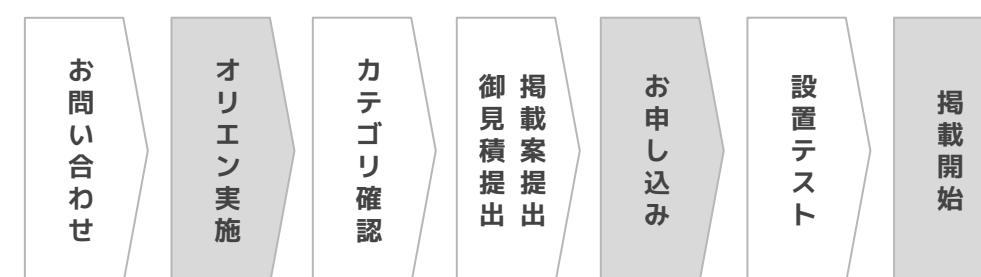 お問い合わせ
オリエン実施
カテゴリ確認
掲載案提出
御見積提出
お申し込み
設置テスト
掲載開始